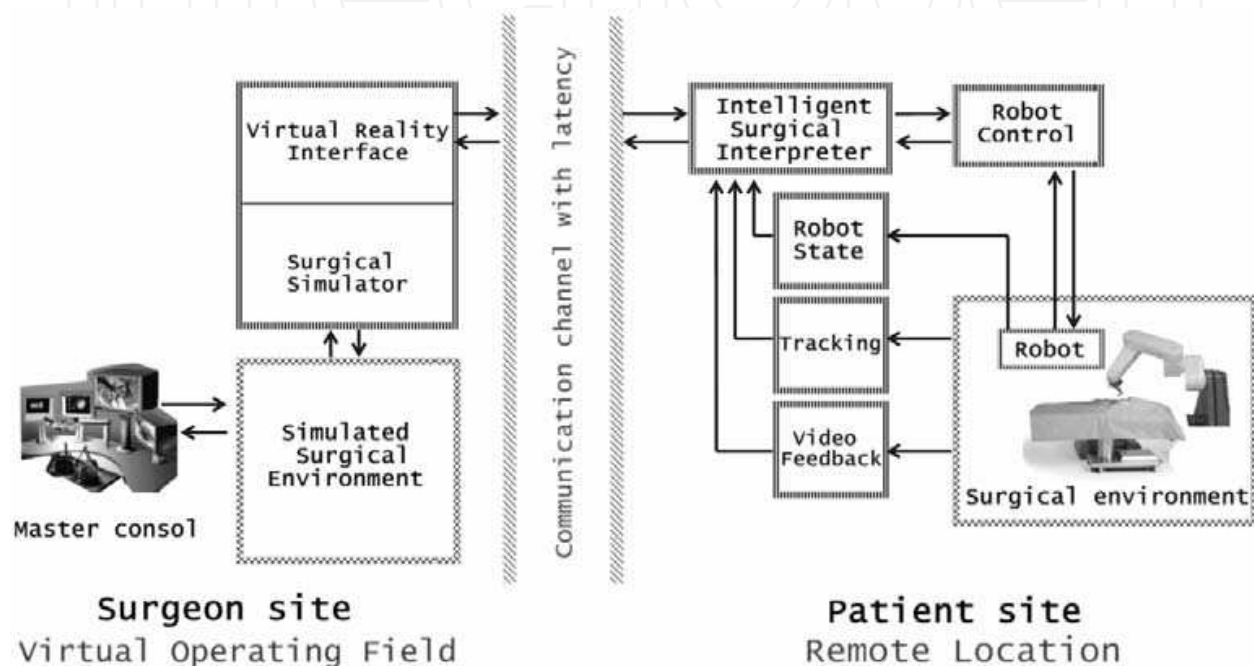 Virtual Reality
Interface
Surgical
Simulator
Simulated
Surgical
Environment
Master consol
Surgeon site
Virtual Operating Field
Communication channel with latency
Intelligent
Surgical
Interpreter
Robot
Control
Robot
State
Tracking
Video
Feedback
Robot
Surgical environment
Patient site
Remote Location